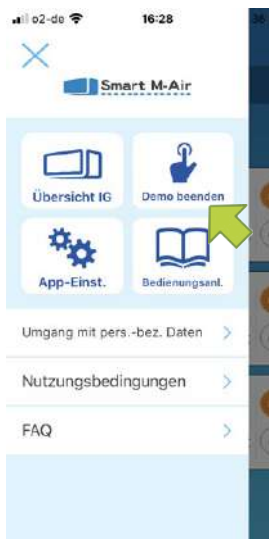 o2-de 16:28
Smart M-Air
Übersicht IG
Demo beenden
App-Einst.
Bedienungsanl.
Umgang mit pers.-bez. Daten
Nutzungsbedingungen
FAQ